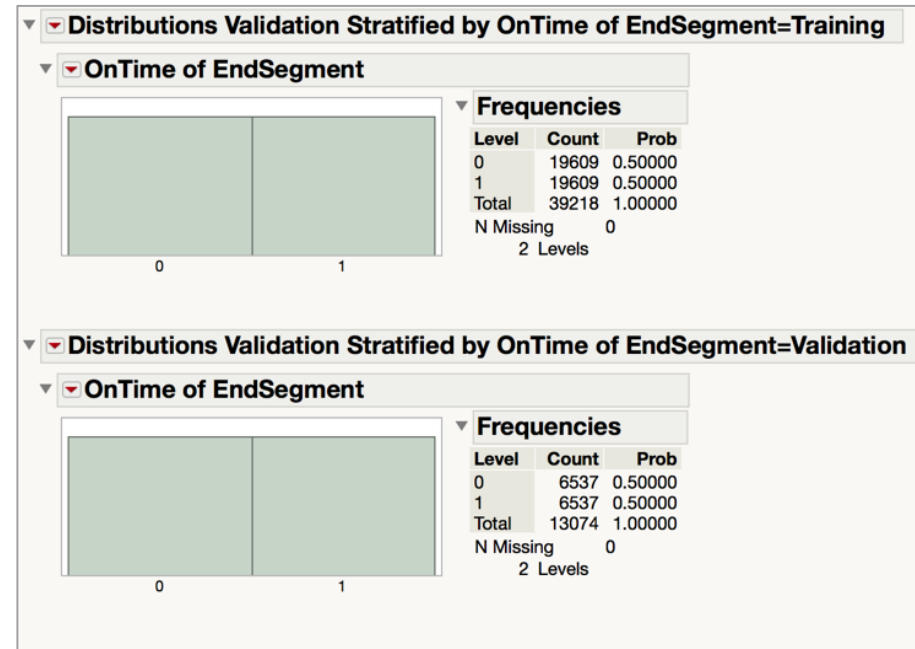 Distributions Validation Stratified by OnTime of EndSegment=Training
OnTime of EndSegment
Frequencies
Level Count Prob
0 19609 0.50000
1 19609 0.50000
Total 39218 1.00000
N Missing 0
2 Levels
0 1
Distributions Validation Stratified by OnTime of EndSegment=Validation
OnTime of EndSegment
Frequencies
Level Count Prob
0 6537 0.50000
1 6537 0.50000
Total 13074 1.00000
N Missing 0
2 Levels
0 1